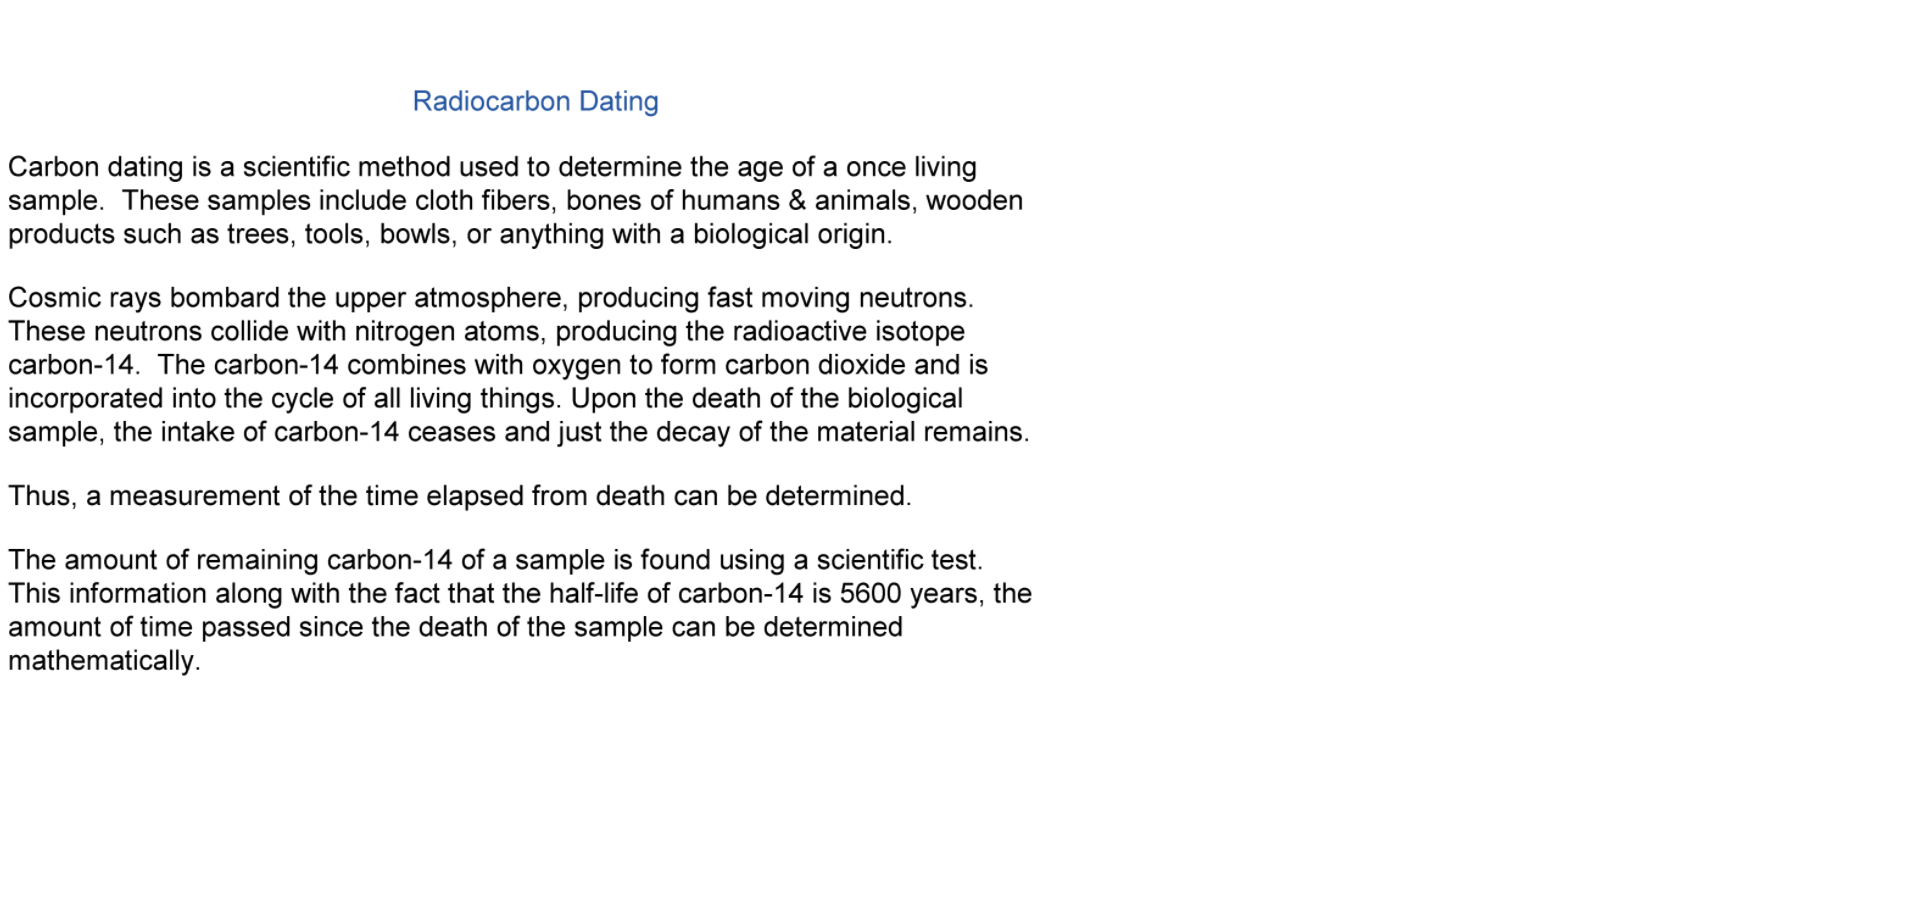 Radiocarbon Dating
Carbon dating is a scientific method used to determine the age of a once living
sample.  These samples include cloth fibers, bones of humans & animals, wooden
products such as trees, tools, bowls, or anything with a biological origin.
Cosmic rays bombard the upper atmosphere, producing fast moving neutrons.
These neutrons collide with nitrogen atoms, producing the radioactive isotope
carbon-14.  The carbon-14 combines with oxygen to form carbon dioxide and is
incorporated into the cycle of all living things. Upon the death of the biological
sample, the intake of carbon-14 ceases and just the decay of the material remains.
Thus, a measurement of the time elapsed from death can be determined.
The amount of remaining carbon-14 of a sample is found using a scientific test.
This information along with the fact that the half-life of carbon-14 is 5600 years, the
amount of time passed since the death of the sample can be determined
mathematically.